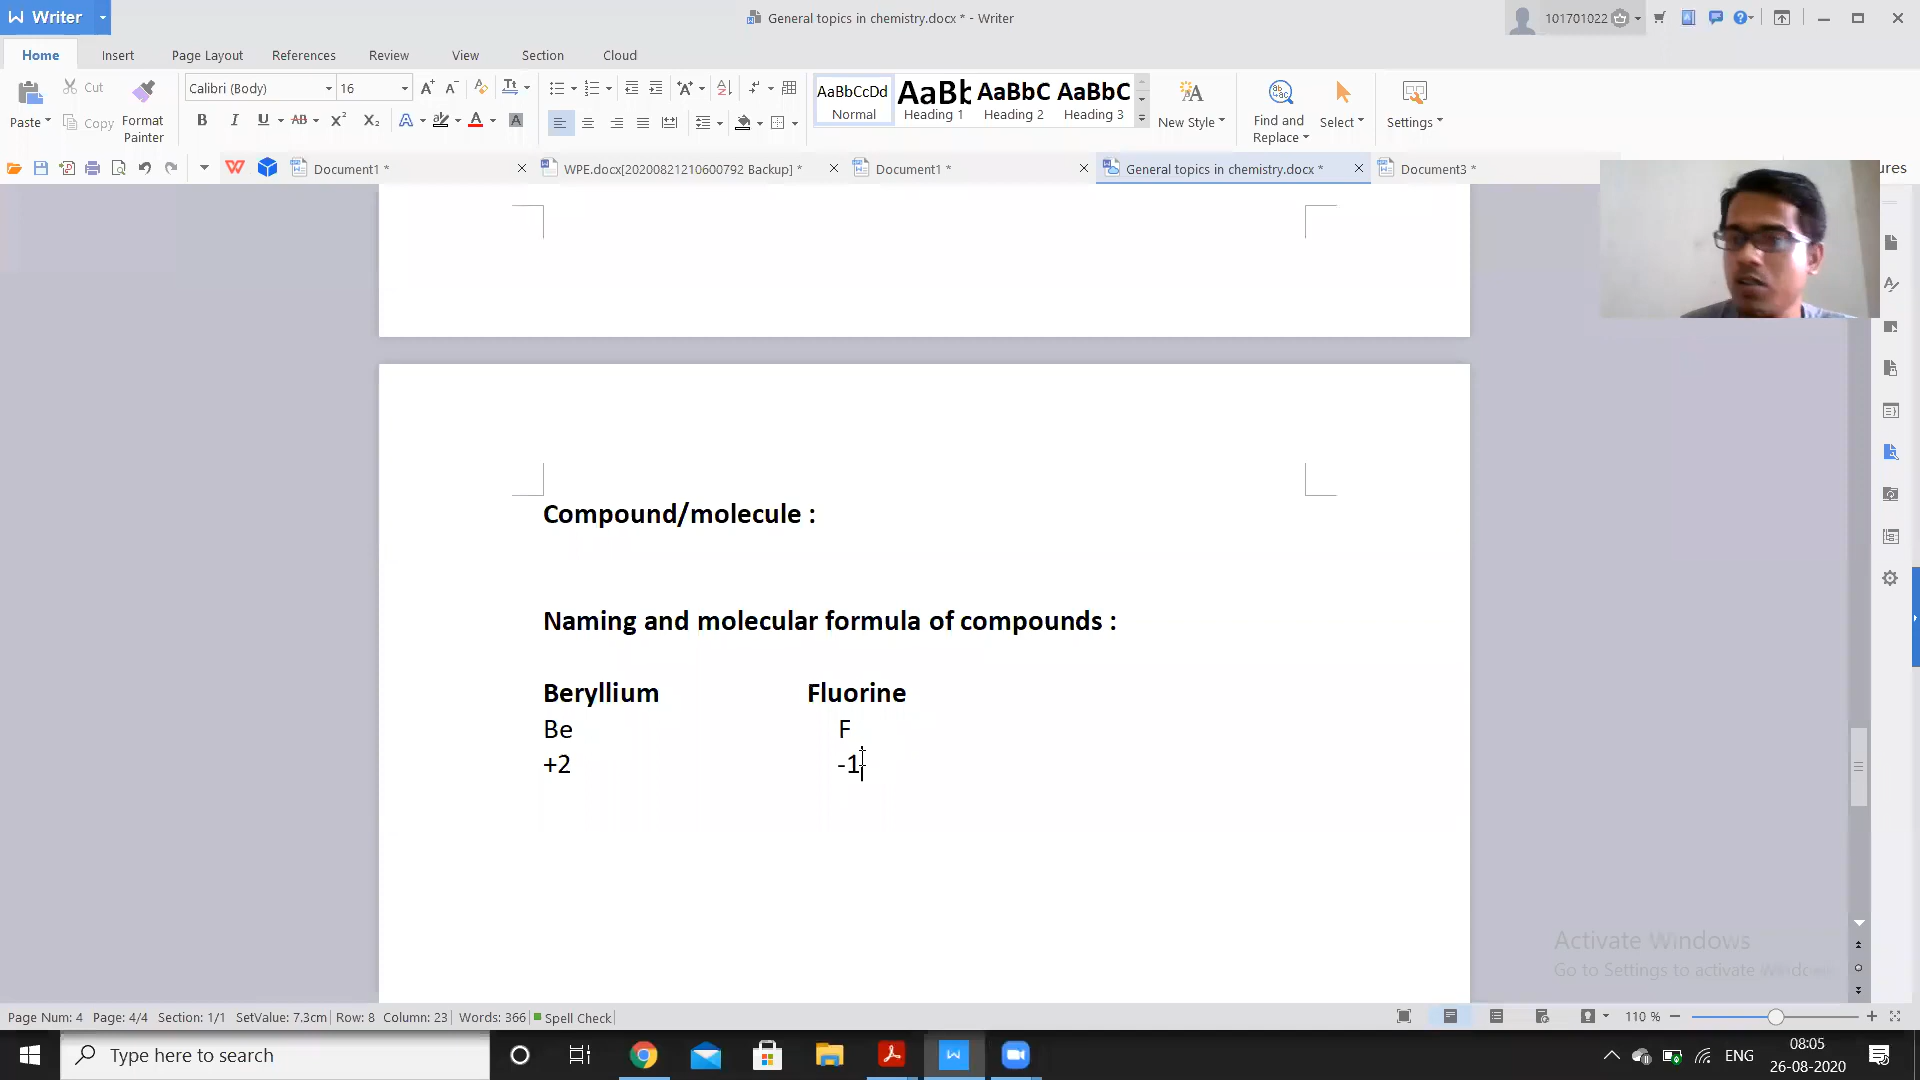 Writer
General topics in chemistry.docx * - Writer
101701022
Home Insert Page Layout References Review View Section Cloud
Paste Cut Copy Format Painter
Calibri (Body) 16
AaBbCcDd Normal
AaBb Heading 1
AaBbC Heading 2
AaBbC Heading 3
New Style
Find and Replace
Select
Settings
Document1 *
WPE.docx[20200821210600792 Backup] *
Document1 *
General topics in chemistry.docx *
Document3 *
ures
Compound/molecule :
Naming and molecular formula of compounds :
Beryllium Fluorine
Be F
+2 -1
Activate Windows
Go to Settings to activate Windows
Page Num: 4 Page: 4/4 Section: 1/1 SetValue: 7.3cm Row: 8 Column: 23 Words: 366 Spell Check
110 %
Type here to search
ENG
08:05
26-08-2020